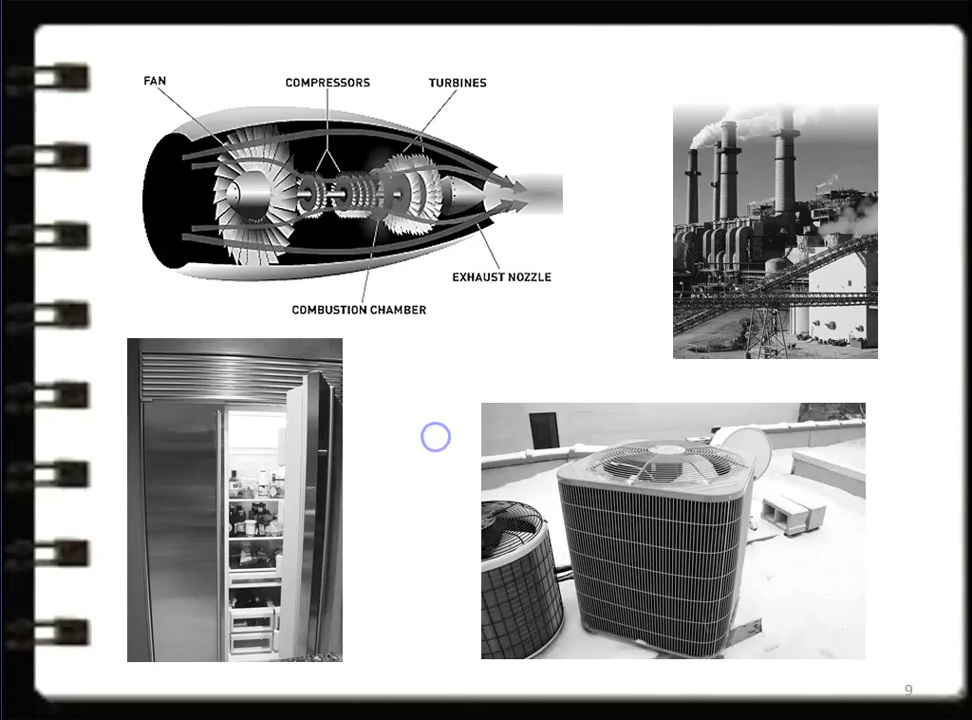 FAN
COMPRESSORS
TURBINES
EXHAUST NOZZLE
COMBUSTION CHAMBER
9